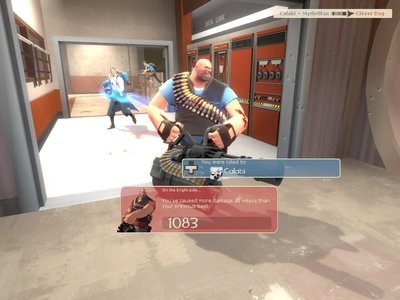 Calabi + Mythrilfan Clever Dog
You were killed by
Calabi
On the bright side...
You've caused more damage as Heavy than
your previous best.
1083